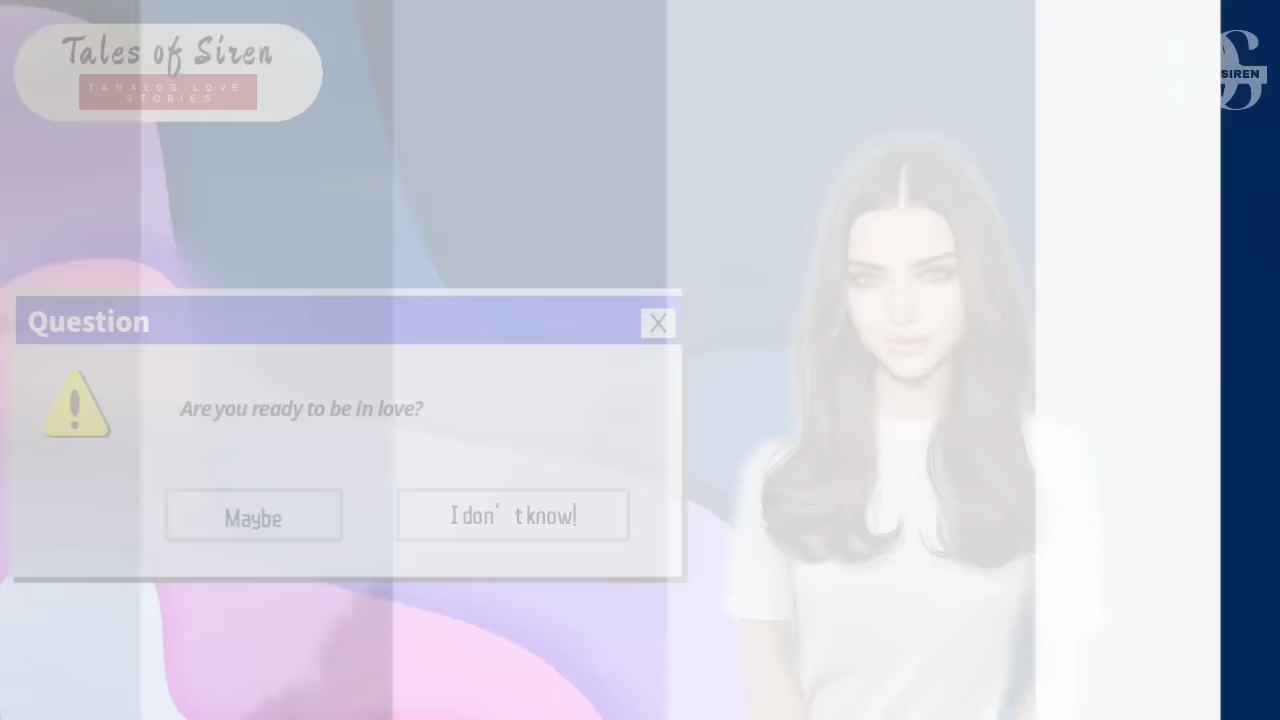 Tales of Siren
TAGALOG LOVE
STORIES
SIREN
Question
X
Are you ready to be in love?
Maybe
I don't know!